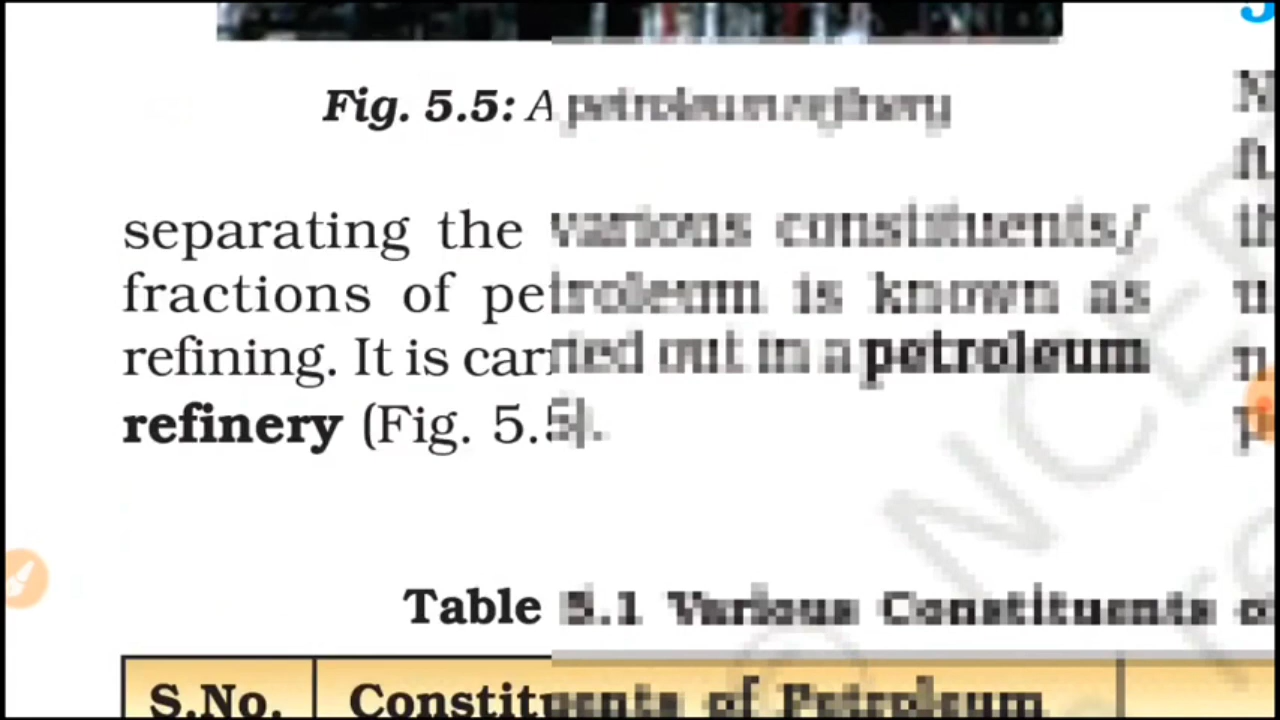 Fig. 5.5: A petroleum refinery
separating the various constituents/
fractions of petroleum is known as
refining. It is carried out in a petroleum
refinery (Fig. 5.5).
NCE
Table 5.1 Various Constituents o
S.No.
Constituents of Petroleum